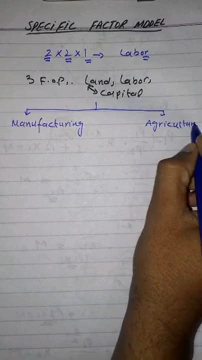 SPECIFIC FACTOR MODEL
2 x 2 x 1 → Labor
3 F.O.P.. Land, Labor,
Capital
Manufacturing Agricultur